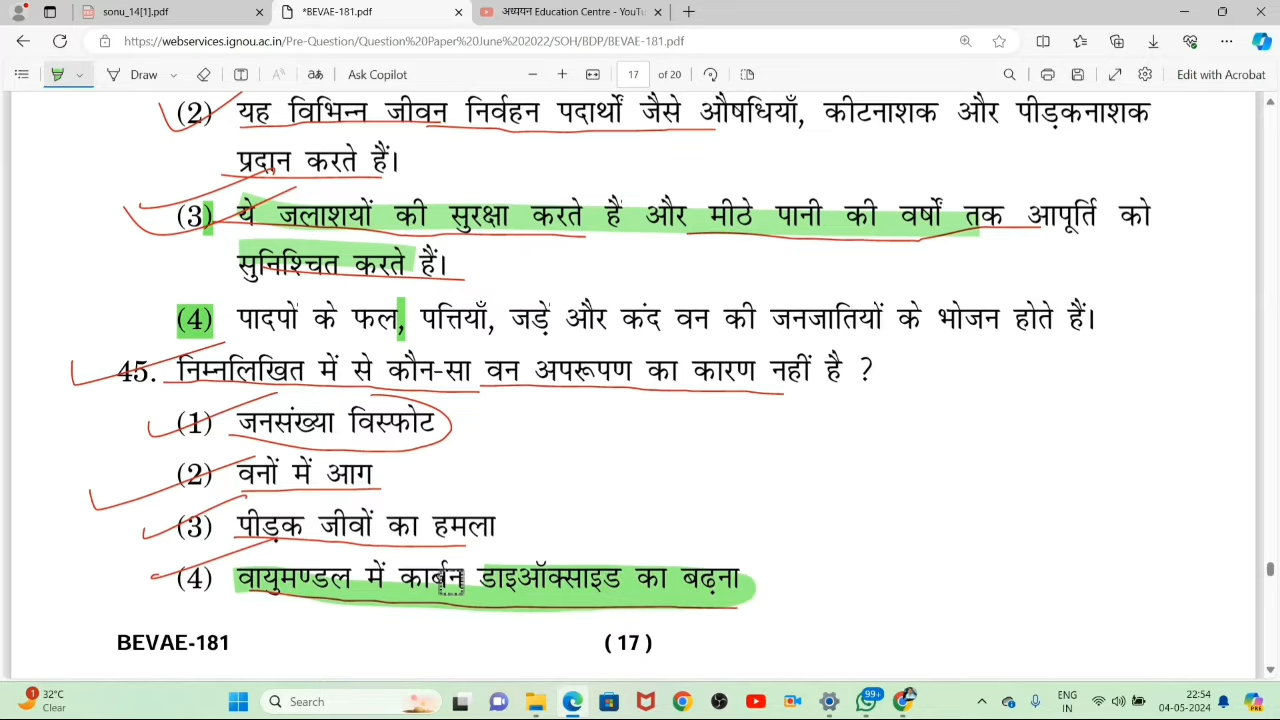 sonu_14[1].pdf
*BEVAE-181.pdf
अध्ययन Education Centre - YouTu
https://webservices.ignou.ac.in/Pre-Question/Question%20Paper%20June%202022/SOH/BDP/BEVAE-181.pdf
Draw
Ask Copilot
17 of 20
Edit with Acrobat
(2) यह विभिन्न जीवन निर्वहन पदार्थों जैसे औषधियाँ, कीटनाशक और पीड़कनाशक
प्रदान करते हैं।
(3) ये जलाशयों की सुरक्षा करते हैं और मीठे पानी की वर्षों तक आपूर्ति को
सुनिश्चित करते हैं।
(4) पादपों के फल, पत्तियाँ, जड़ें और कंद वन की जनजातियों के भोजन होते हैं।
45. निम्नलिखित में से कौन-सा वन अपरूपण का कारण नहीं है ?
(1) जनसंख्या विस्फोट
(2) वनों में आग
(3) पीड़क जीवों का हमला
(4) वायुमण्डल में कार्बन डाइऑक्साइड का बढ़ना
BEVAE-181
( 17 )
1
32°C
Clear
Search
99+
ENG
IN
22:54
04-05-2024